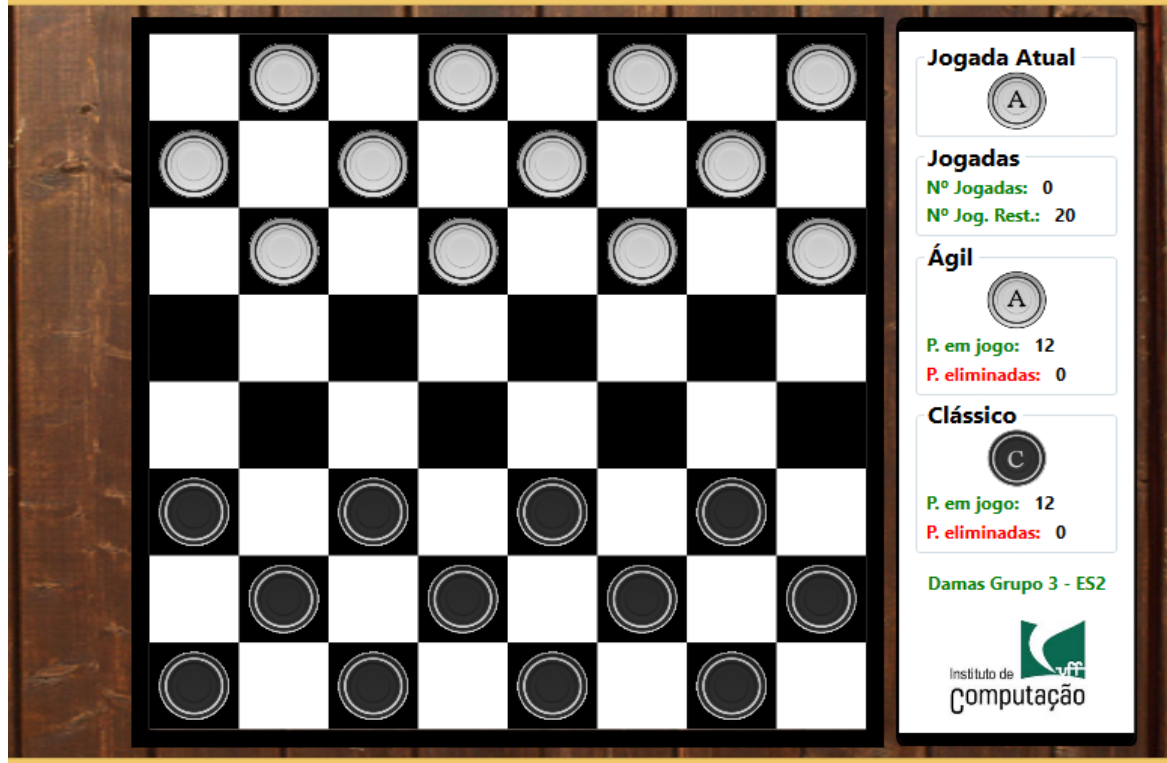 Jogada Atual
A
Jogadas
Nº Jogadas: 0
Nº Jog. Rest.: 20
Ágil
A
P. em jogo: 12
P. eliminadas: 0
Clássico
C
P. em jogo: 12
P. eliminadas: 0
Damas Grupo 3 - ES2
uff
Instituto de
Computação